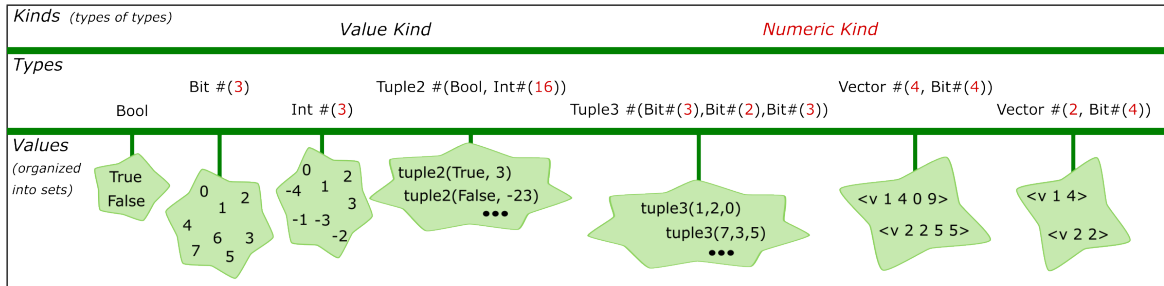 Kinds (types of types)
Value Kind
Numeric Kind
Types
Bool
Bit #(3)
Int #(3)
Tuple2 #(Bool, Int#(16))
Tuple3 #(Bit#(3),Bit#(2),Bit#(3))
Vector #(4, Bit#(4))
Vector #(2, Bit#(4))
Values
(organized
into sets)
True
False
0
2
1
4
6
3
7
5
0
2
-4
1
3
-1
-3
-2
tuple2(True, 3)
tuple2(False, -23)
•••
tuple3(1,2,0)
tuple3(7,3,5)
•••
<v 1 4 0 9>
<v 2 2 5 5>
<v 1 4>
<v 2 2>